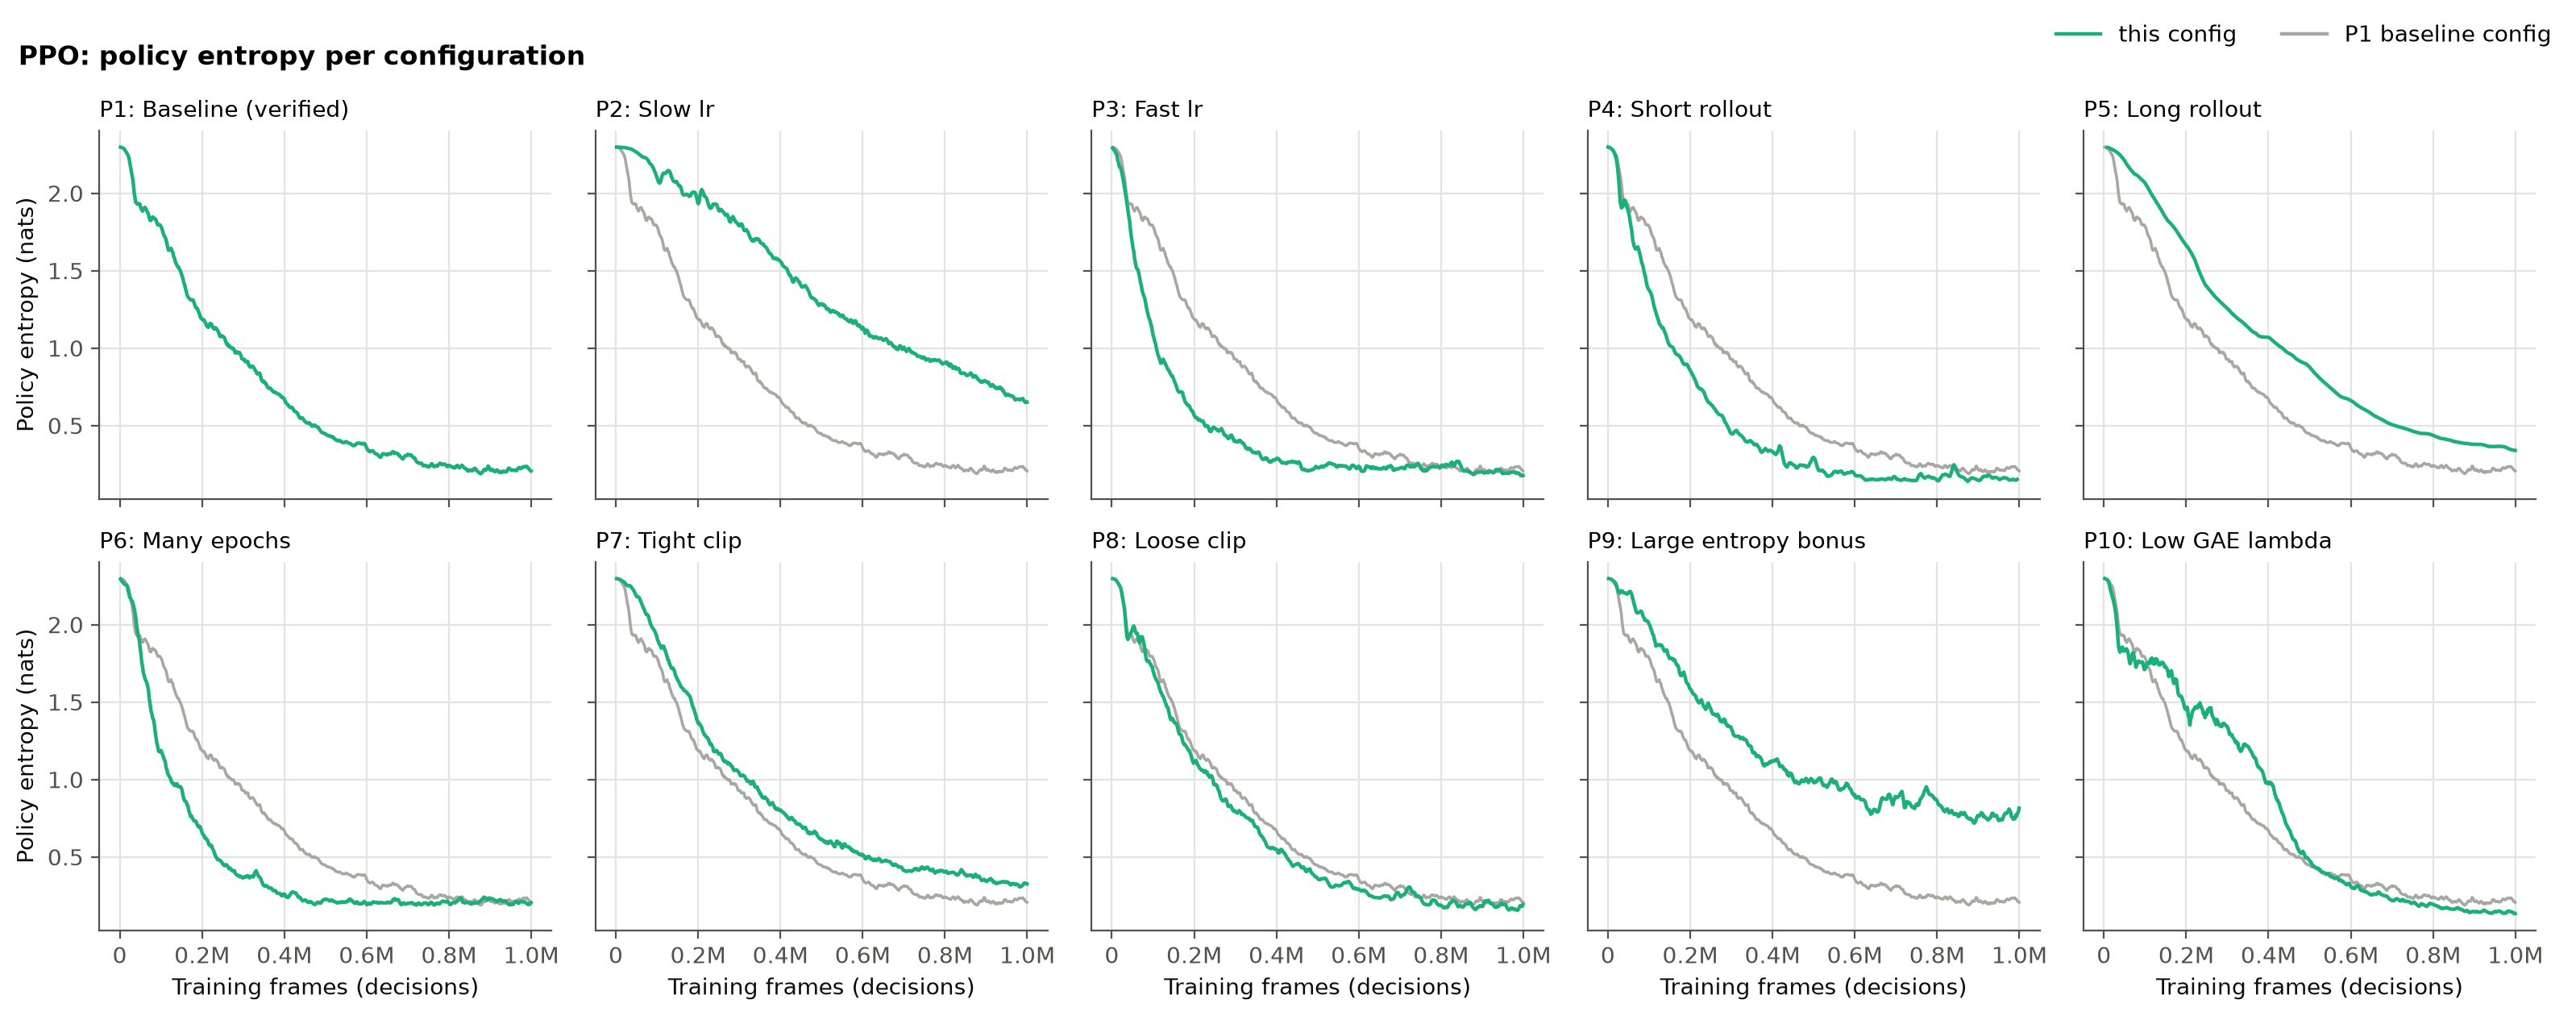 this config
P1 baseline config
PPO: policy entropy per configuration
P1: Baseline (verified)
P2: Slow lr
P3: Fast lr
P4: Short rollout
P5: Long rollout
Policy entropy (nats)
2.0
1.5
1.0
0.5
P6: Many epochs
P7: Tight clip
P8: Loose clip
P9: Large entropy bonus
P10: Low GAE lambda
Policy entropy (nats)
2.0
1.5
1.0
0.5
0 0.2M 0.4M 0.6M 0.8M 1.0M
0 0.2M 0.4M 0.6M 0.8M 1.0M
0 0.2M 0.4M 0.6M 0.8M 1.0M
0 0.2M 0.4M 0.6M 0.8M 1.0M
0 0.2M 0.4M 0.6M 0.8M 1.0M
Training frames (decisions)
Training frames (decisions)
Training frames (decisions)
Training frames (decisions)
Training frames (decisions)